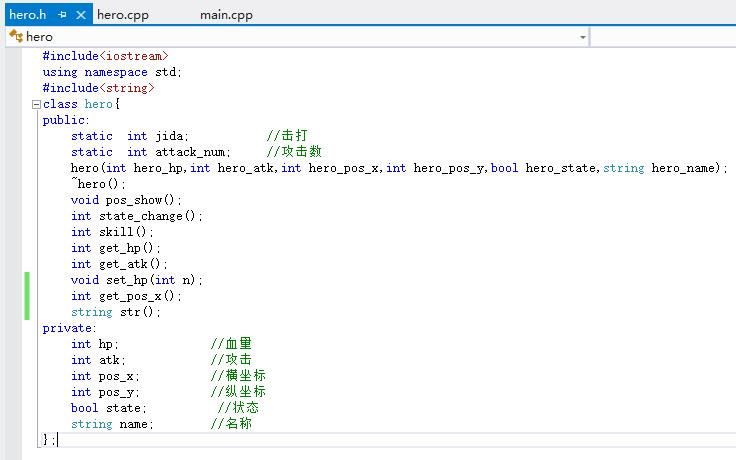 hero.h hero.cpp main.cpp
hero
#include<iostream>
using namespace std;
#include<string>
class hero{
public:
static int jida; //击打
static int attack_num; //攻击数
hero(int hero_hp,int hero_atk,int hero_pos_x,int hero_pos_y,bool hero_state,string hero_name);
~hero();
void pos_show();
int state_change();
int skill();
int get_hp();
int get_atk();
void set_hp(int n);
int get_pos_x();
string str();
private:
int hp; //血量
int atk; //攻击
int pos_x; //横坐标
int pos_y; //纵坐标
bool state; //状态
string name; //名称
};